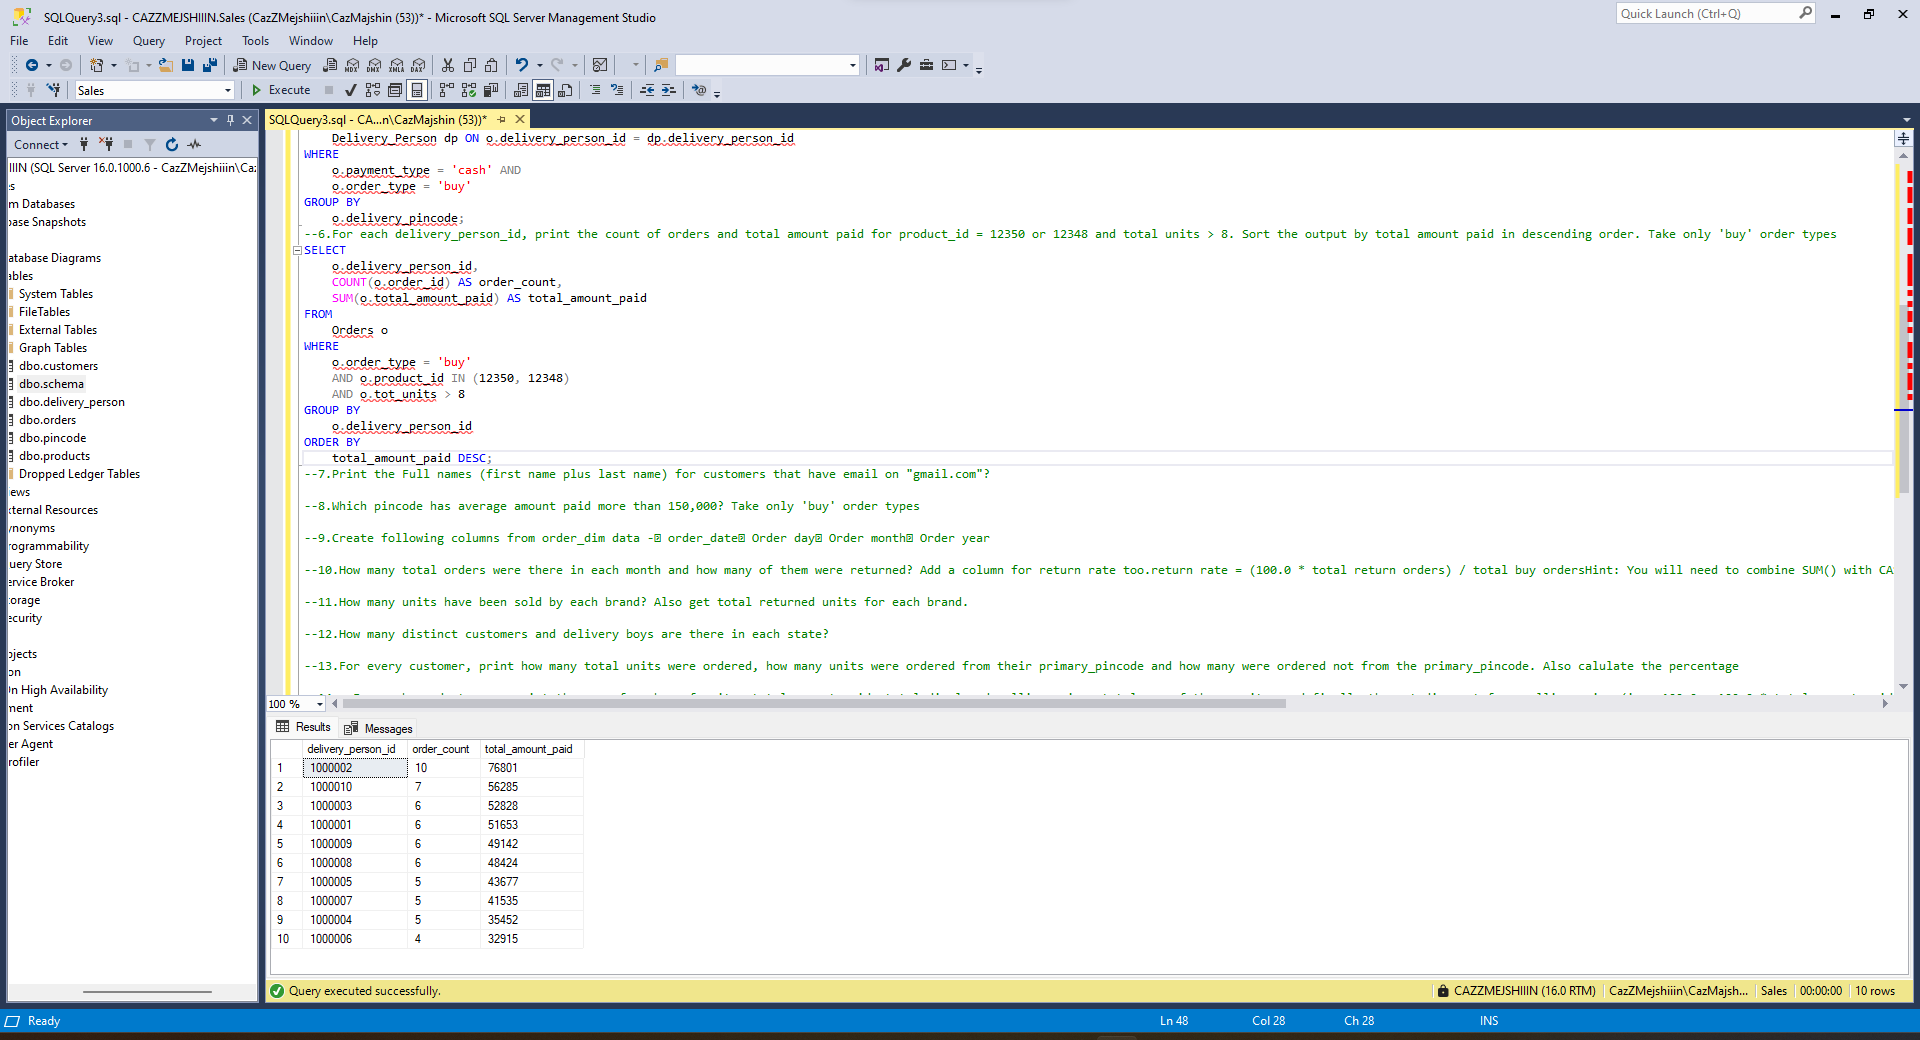 SQLQuery3.sql - CAZZMEJSHIIIN.Sales (CazZMejshiiin\CazMajshin (53))* - Microsoft SQL Server Management Studio
Quick Launch (Ctrl+Q)
File Edit View Query Project Tools Window Help
New Query MDX DMX XMLA DAX
Sales Execute
Object Explorer
SQLQuery3.sql - CA...n\CazMajshin (53))*
Connect
IIIN (SQL Server 16.0.1000.6 - CazZMejshiiin\Caz
es
m Databases
base Snapshots
atabase Diagrams
ables
System Tables
FileTables
External Tables
Graph Tables
dbo.customers
dbo.schema
dbo.delivery_person
dbo.orders
dbo.pincode
dbo.products
Dropped Ledger Tables
iews
xternal Resources
ynonyms
rogrammability
uery Store
ervice Broker
torage
ecurity
bjects
on
On High Availability
ment
on Services Catalogs
er Agent
rofiler
Delivery_Person dp ON o.delivery_person_id = dp.delivery_person_id
WHERE
o.payment_type = 'cash' AND
o.order_type = 'buy'
GROUP BY
o.delivery_pincode;
--6.For each delivery_person_id, print the count of orders and total amount paid for product_id = 12350 or 12348 and total units > 8. Sort the output by total amount paid in descending order. Take only 'buy' order types
SELECT
o.delivery_person_id,
COUNT(o.order_id) AS order_count,
SUM(o.total_amount_paid) AS total_amount_paid
FROM
Orders o
WHERE
o.order_type = 'buy'
AND o.product_id IN (12350, 12348)
AND o.tot_units > 8
GROUP BY
o.delivery_person_id
ORDER BY
total_amount_paid DESC;
--7.Print the Full names (first name plus last name) for customers that have email on "gmail.com"?
--8.Which pincode has average amount paid more than 150,000? Take only 'buy' order types
--9.Create following columns from order_dim data - order_date Order day Order month Order year
--10.How many total orders were there in each month and how many of them were returned? Add a column for return rate too.return rate = (100.0 * total return orders) / total buy ordersHint: You will need to combine SUM() with CA
--11.How many units have been sold by each brand? Also get total returned units for each brand.
--12.How many distinct customers and delivery boys are there in each state?
--13.For every customer, print how many total units were ordered, how many units were ordered from their primary_pincode and how many were ordered not from the primary_pincode. Also calulate the percentage
100 %
Results Messages
delivery_person_id order_count total_amount_paid
1 1000002 10 76801
2 1000010 7 56285
3 1000003 6 52828
4 1000001 6 51653
5 1000009 6 49142
6 1000008 6 48424
7 1000005 5 43677
8 1000007 5 41535
9 1000004 5 35452
10 1000006 4 32915
Query executed successfully. CAZZMEJSHIIIN (16.0 RTM) CazZMejshiiin\CazMajsh... Sales 00:00:00 10 rows
Ready Ln 48 Col 28 Ch 28 INS